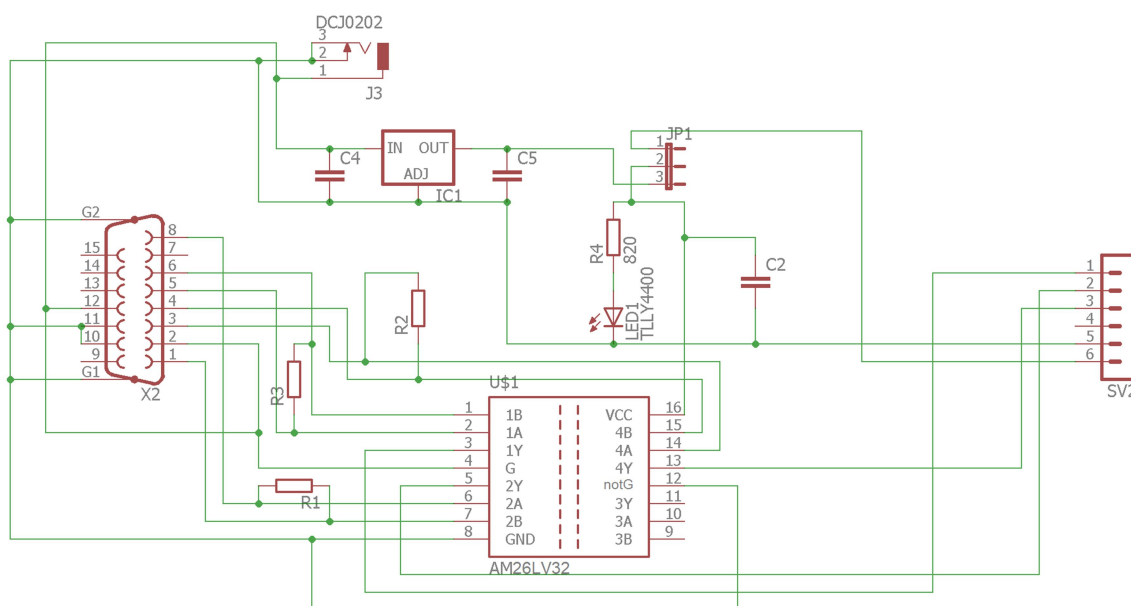 DCJ0202
3
2
1
J3
JP1
1
2
3
IN OUT
ADJ
C4
C5
IC1
G2
8
15
7
14
6
13
5
12
4
11
3
10
2
9
1
G1
X2
R4
820
LED1
TLLY4400
C2
R2
R3
R1
1
2
3
4
5
6
SV2
U$1
1 1B VCC 16
2 1A 4B 15
3 1Y 4A 14
4 G 4Y 13
5 2Y notG 12
6 2A 3Y 11
7 2B 3A 10
8 GND 3B 9
AM26LV32